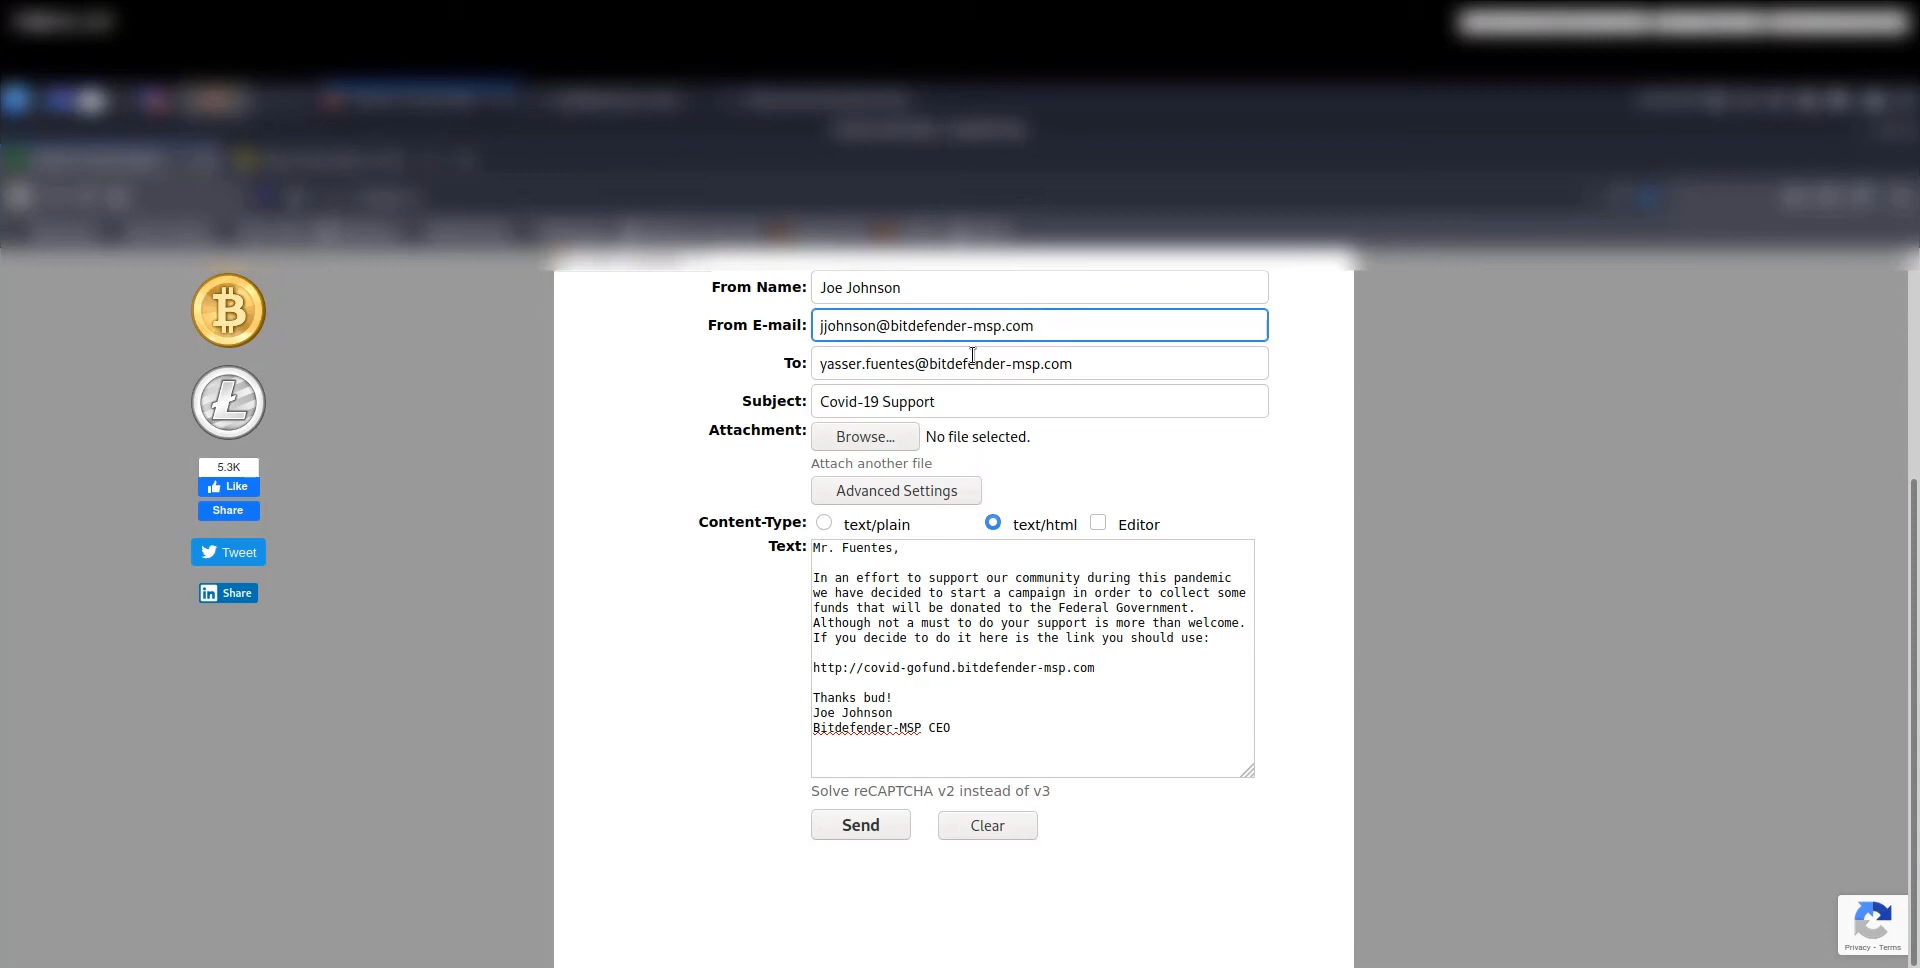 From Name: Joe Johnson
From E-mail: jjohnson@bitdefender-msp.com
To: yasser.fuentes@bitdefender-msp.com
Subject: Covid-19 Support
Attachment: Browse... No file selected.
Attach another file
Advanced Settings
Content-Type: text/plain text/html Editor
Text:
Mr. Fuentes,
In an effort to support our community during this pandemic
we have decided to start a campaign in order to collect some
funds that will be donated to the Federal Government.
Although not a must to do your support is more than welcome.
If you decide to do it here is the link you should use:
http://covid-gofund.bitdefender-msp.com
Thanks bud!
Joe Johnson
Bitdefender-MSP CEO
Solve reCAPTCHA v2 instead of v3
Send Clear
5.3K
Like
Share
Tweet
in Share
Privacy - Terms